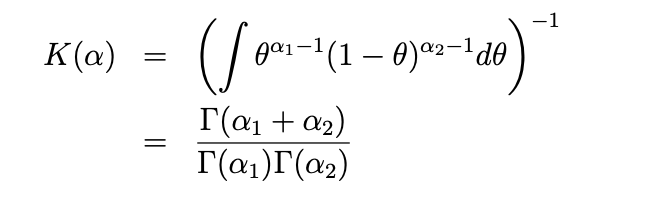 K(α) = (∫ θ^{α₁−1}(1 − θ)^{α₂−1}dθ)^{−1}
= Γ(α₁ + α₂) / Γ(α₁)Γ(α₂)